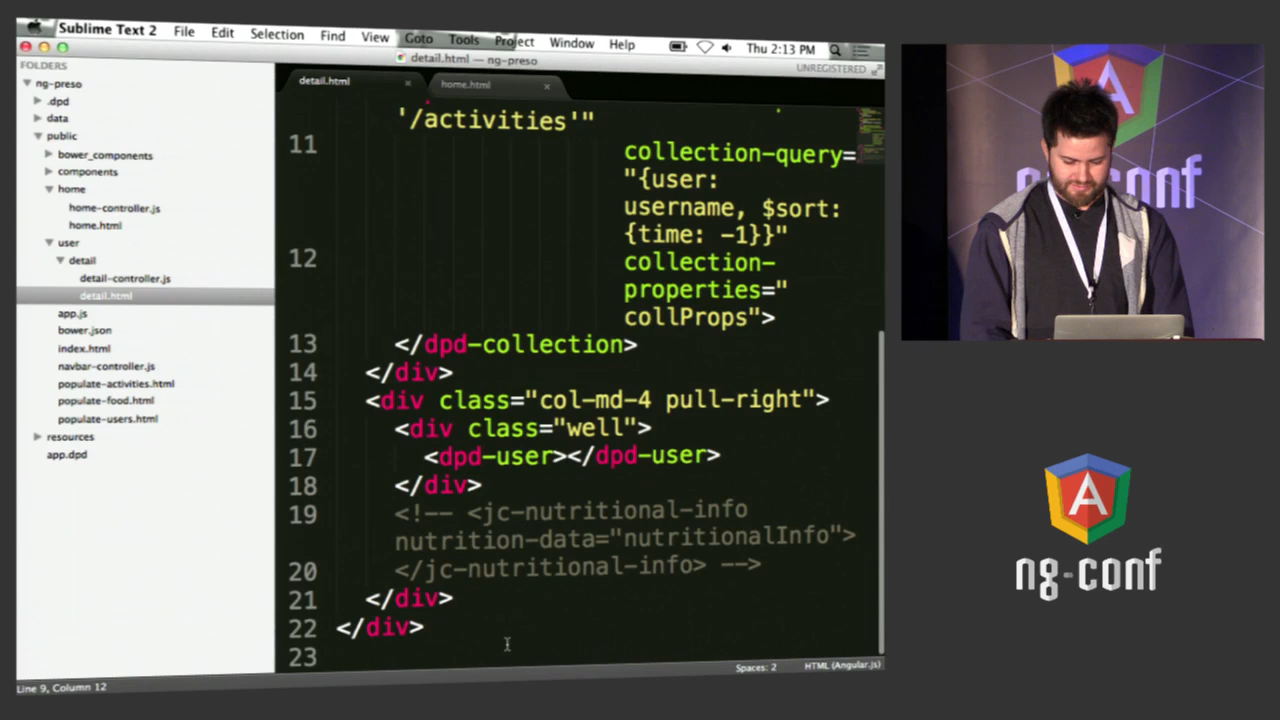 Sublime Text 2 File Edit Selection Find View Goto Tools Project Window Help Thu 2:13 PM
detail.html — ng-preso
UNREGISTERED
FOLDERS
ng-preso
.dpd
data
public
bower_components
components
home
home-controller.js
home.html
user
detail
detail-controller.js
detail.html
app.js
bower.json
index.html
navbar-controller.js
populate-activities.html
populate-food.html
populate-users.html
resources
app.dpd
detail.html × home.html ×
'/activities'"
11 collection-query=
"{user:
username, $sort:
{time: -1}}"
12 collection-
properties="
collProps">
13 </dpd-collection>
14 </div>
15 <div class="col-md-4 pull-right">
16 <div class="well">
17 <dpd-user></dpd-user>
18 </div>
19 <!-- <jc-nutritional-info
nutrition-data="nutritionalInfo">
20 </jc-nutritional-info> -->
21 </div>
22 </div>
23
Line 9, Column 12 Spaces: 2 HTML (Angular.js)
A
ng-conf
A
ng-conf